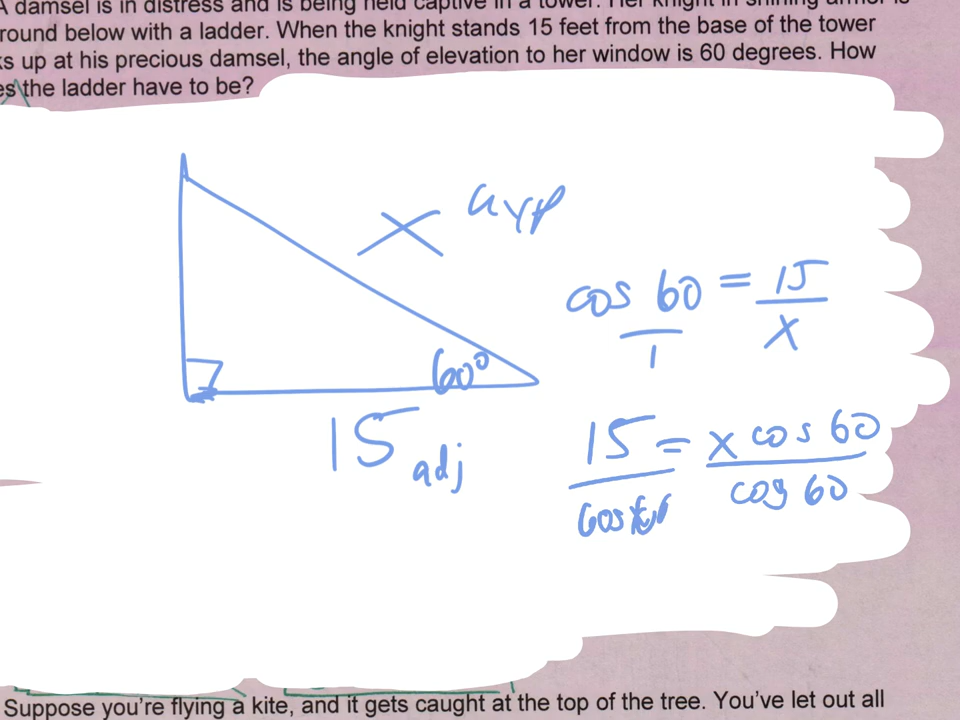 A damsel is in distress and is being held captive in a tower. Her knight in shining armor is
round below with a ladder. When the knight stands 15 feet from the base of the tower
ks up at his precious damsel, the angle of elevation to her window is 60 degrees. How
es the ladder have to be?
x hyp
cos 60 = 15
1 x
60°
15 adj
15 = x cos 60
cos cos 60
Suppose you're flying a kite, and it gets caught at the top of the tree. You've let out all